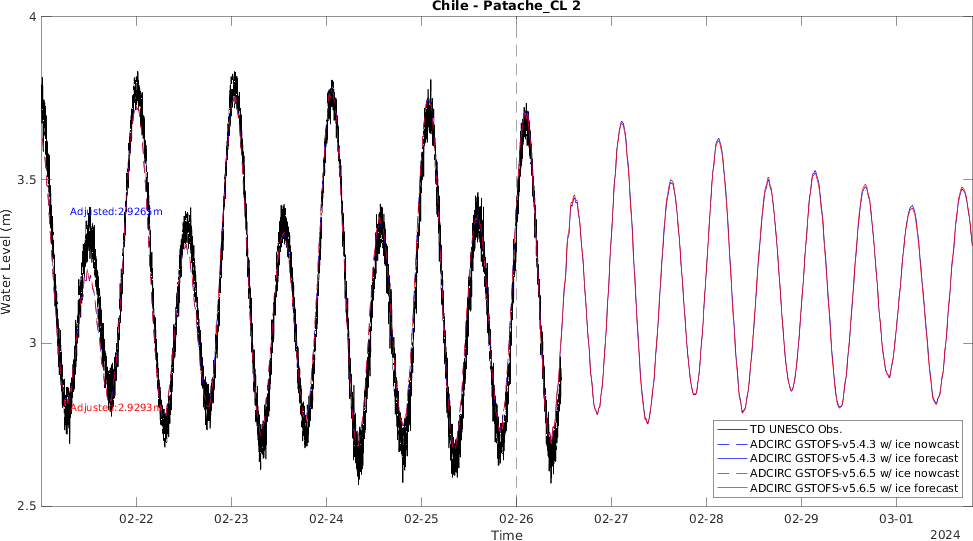 Chile - Patache_CL 2
4
3.5
3
2.5
Water Level (m)
Adjusted:2.9265m
Adjusted:2.9293m
TD UNESCO Obs.
ADCIRC GSTOFS-v5.4.3 w/ ice nowcast
ADCIRC GSTOFS-v5.4.3 w/ ice forecast
ADCIRC GSTOFS-v5.6.5 w/ ice nowcast
ADCIRC GSTOFS-v5.6.5 w/ ice forecast
02-22 02-23 02-24 02-25 02-26 02-27 02-28 02-29 03-01
Time
2024